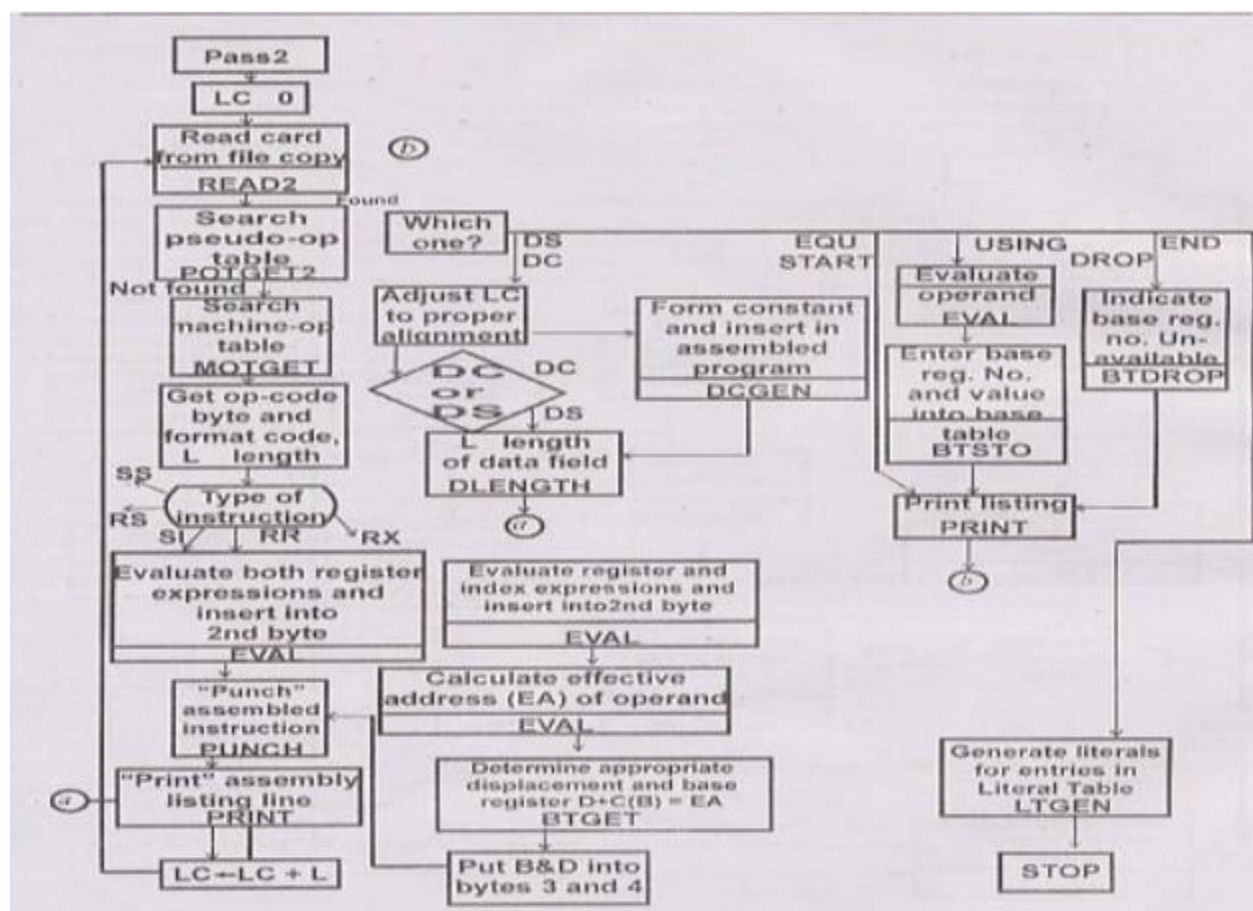 Pass2
LC 0
Read card
from file copy
READ2
b
Found
Search
pseudo-op
table
POTGET2
Not found
Search
machine-op
table
MOTGET
Get op-code
byte and
format code,
L length
Type of
instruction
SS
RS
SI
RR
RX
Evaluate both register
expressions and
insert into
2nd byte
EVAL
"Punch"
assembled
instruction
PUNCH
a
"Print" assembly
listing line
PRINT
LC←LC + L
Which
one?
DS
DC
Adjust LC
to proper
alignment
DC
or
DS
DC
DS
L length
of data field
DLENGTH
a
Form constant
and insert in
assembled
program
DCGEN
Evaluate register and
index expressions and
insert into2nd byte
EVAL
Calculate effective
address (EA) of operand
EVAL
Determine appropriate
displacement and base
register D+C(B) = EA
BTGET
Put B&D into
bytes 3 and 4
EQU
START
USING
Evaluate
operand
EVAL
Enter base
reg. No.
and value
into base
table
BTSTO
DROP
END
Indicate
base reg.
no. Un-
available
BTDROP
Print listing
PRINT
b
Generate literals
for entries in
Literal Table
LTGEN
STOP